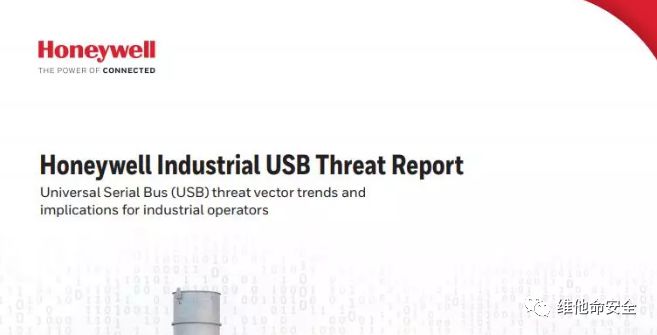 Honeywell
THE POWER OF CONNECTED
Honeywell Industrial USB Threat Report
Universal Serial Bus (USB) threat vector trends and
implications for industrial operators
维他命安全